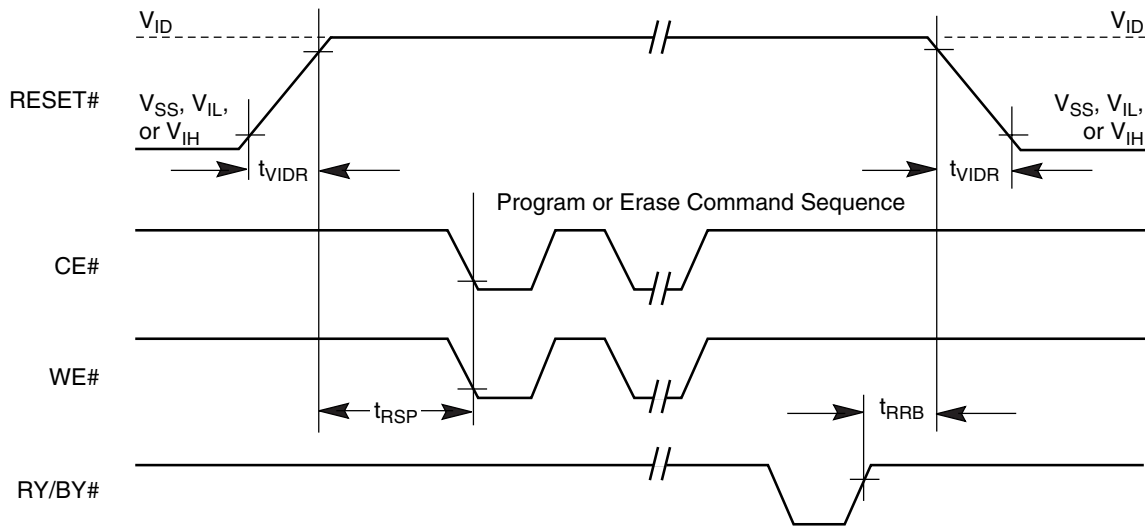 V_ID
V_ID
RESET#
V_SS, V_IL,
or V_IH
V_SS, V_IL,
or V_IH
t_VIDR
t_VIDR
Program or Erase Command Sequence
CE#
WE#
t_RSP
t_RRB
RY/BY#